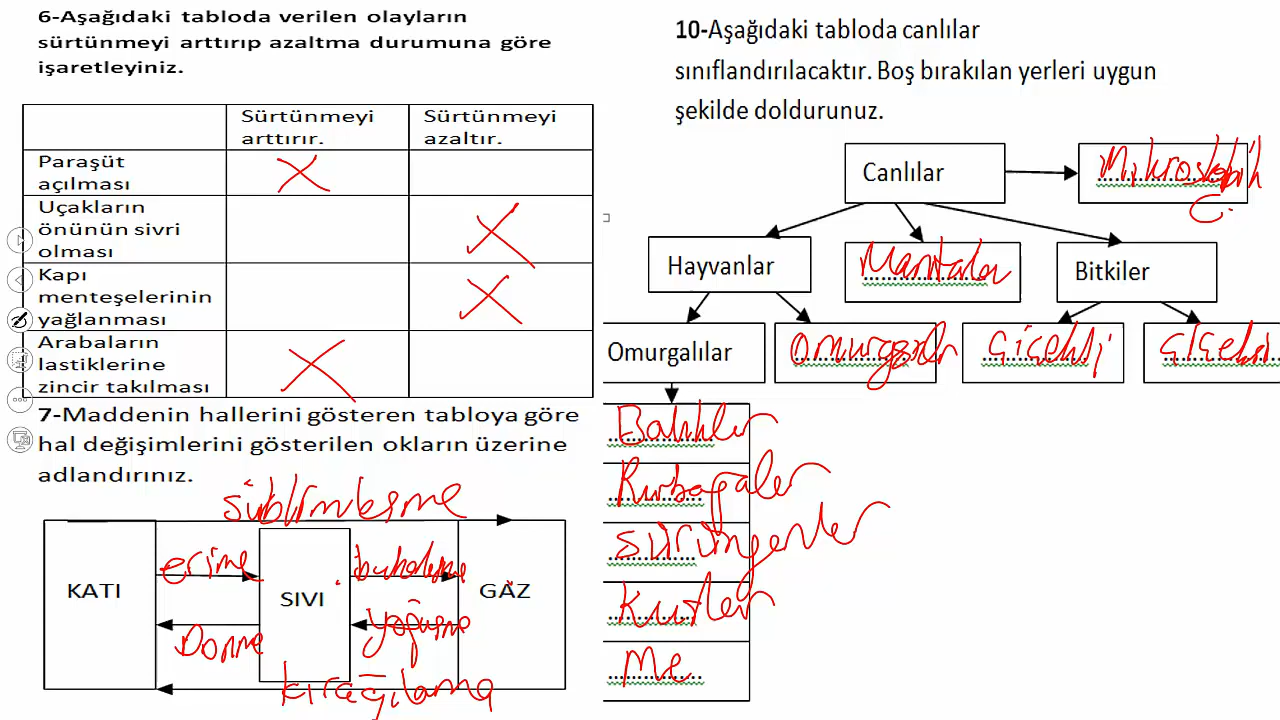 6-Aşağıdaki tabloda verilen olayların
sürtünmeyi arttırıp azaltma durumuna göre
işaretleyiniz.
Sürtünmeyi arttırır.
Sürtünmeyi azaltır.
Paraşüt
açılması
Uçakların
önünün sivri
olması
Kapı
menteşelerinin
yağlanması
Arabaların
lastiklerine
zincir takılması
7-Maddenin hallerini gösteren tabloya göre
hal değişimlerini gösterilen okların üzerine
adlandırınız.
süblimleşme
KATI
erime
SIVI
buharlaşma
GAZ
Donma
yoğuşma
kırağılaşma
10-Aşağıdaki tabloda canlılar
sınıflandırılacaktır. Boş bırakılan yerleri uygun
şekilde doldurunuz.
Canlılar
Mikroskobik
C.
Hayvanlar
Mantarlar
Bitkiler
Omurgalılar
çiçekli
Balıklar
Kurbağalar
Sürüngenler
Kuşlar
Me